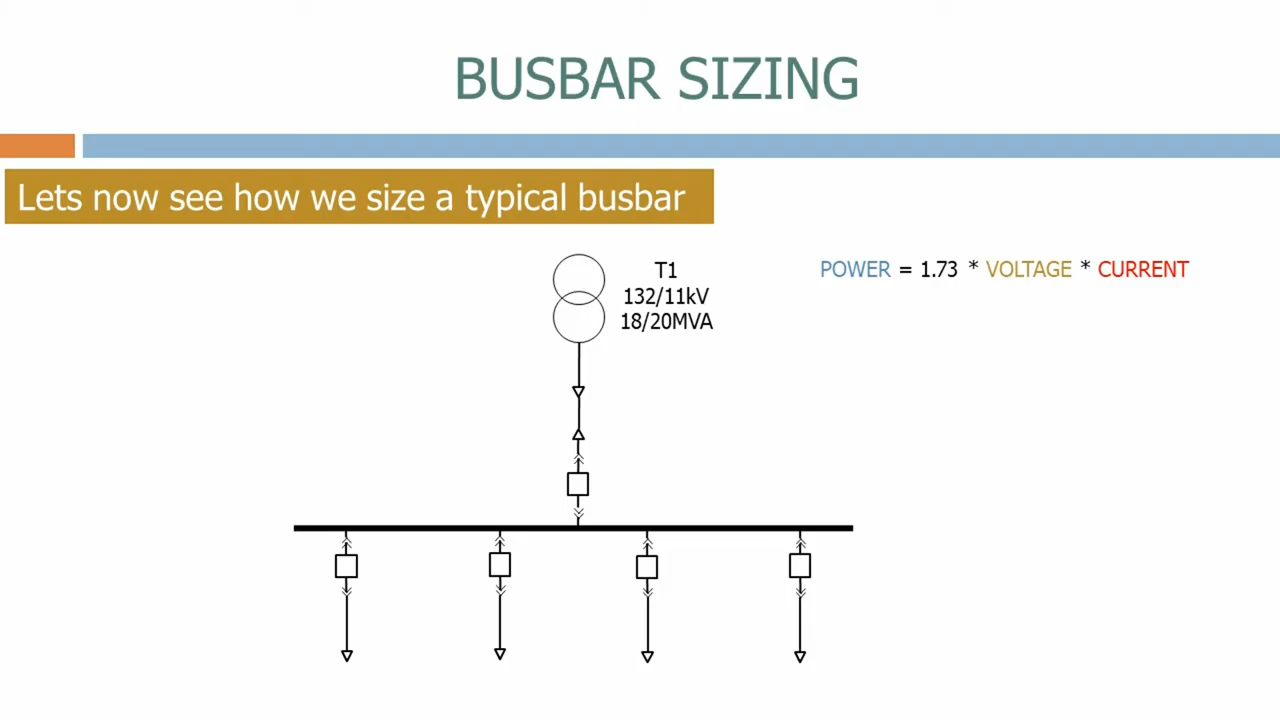 BUSBAR SIZING
Lets now see how we size a typical busbar
T1
132/11kV
18/20MVA
POWER = 1.73 * VOLTAGE * CURRENT